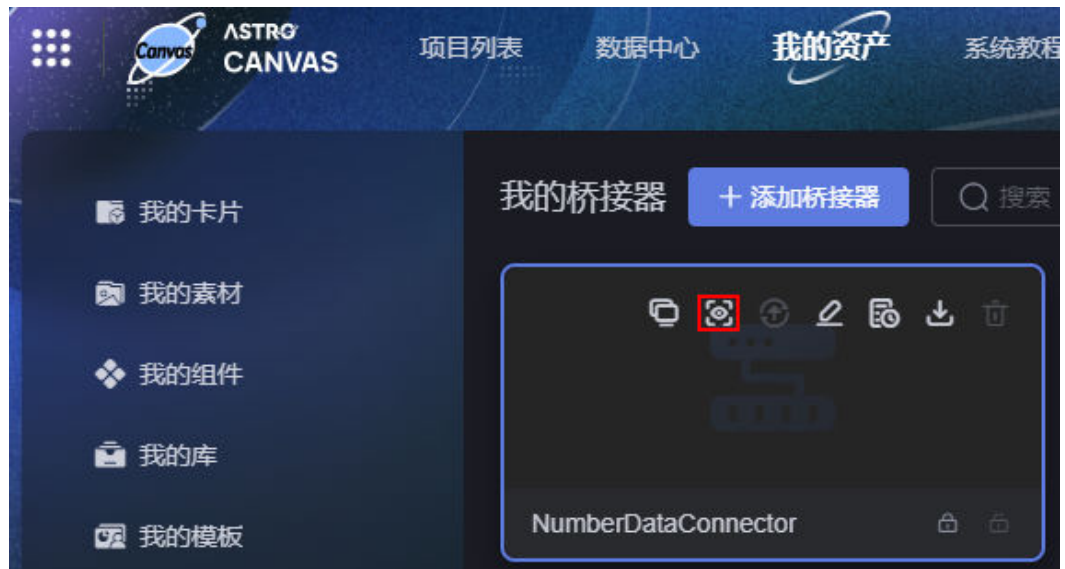 Canvas
ASTRO
CANVAS
项目列表
数据中心
我的资产
系统教程
我的卡片
我的素材
我的组件
我的库
我的模板
我的桥接器
+ 添加桥接器
搜索
NumberDataConnector